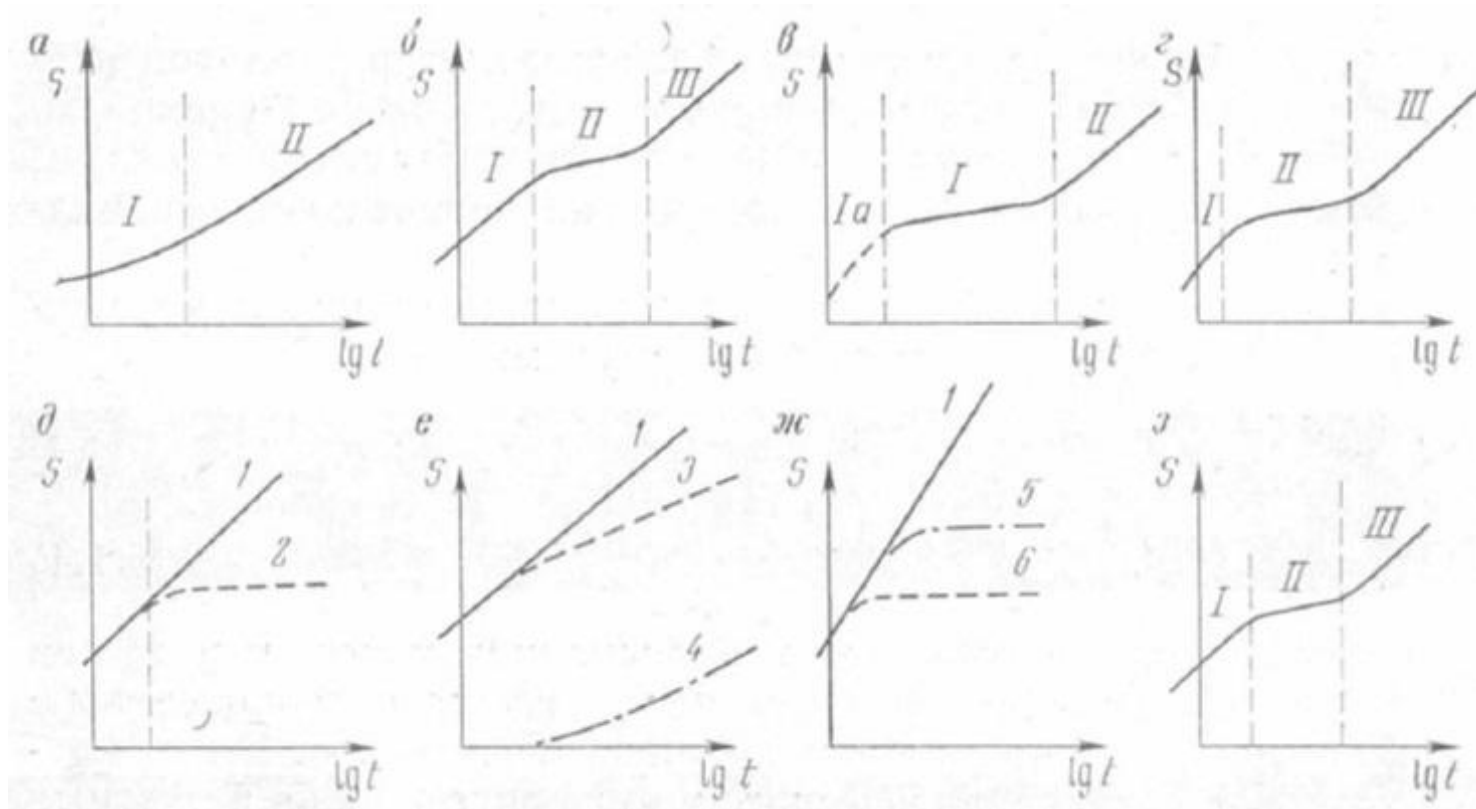 а б в г
S S S S
I II I II III Iа I II I II III
lg t lg t lg t lg t
д е ж з
S S S S
1 2 1 3 4 1 5 6 I II III
lg t lg t lg t lg t